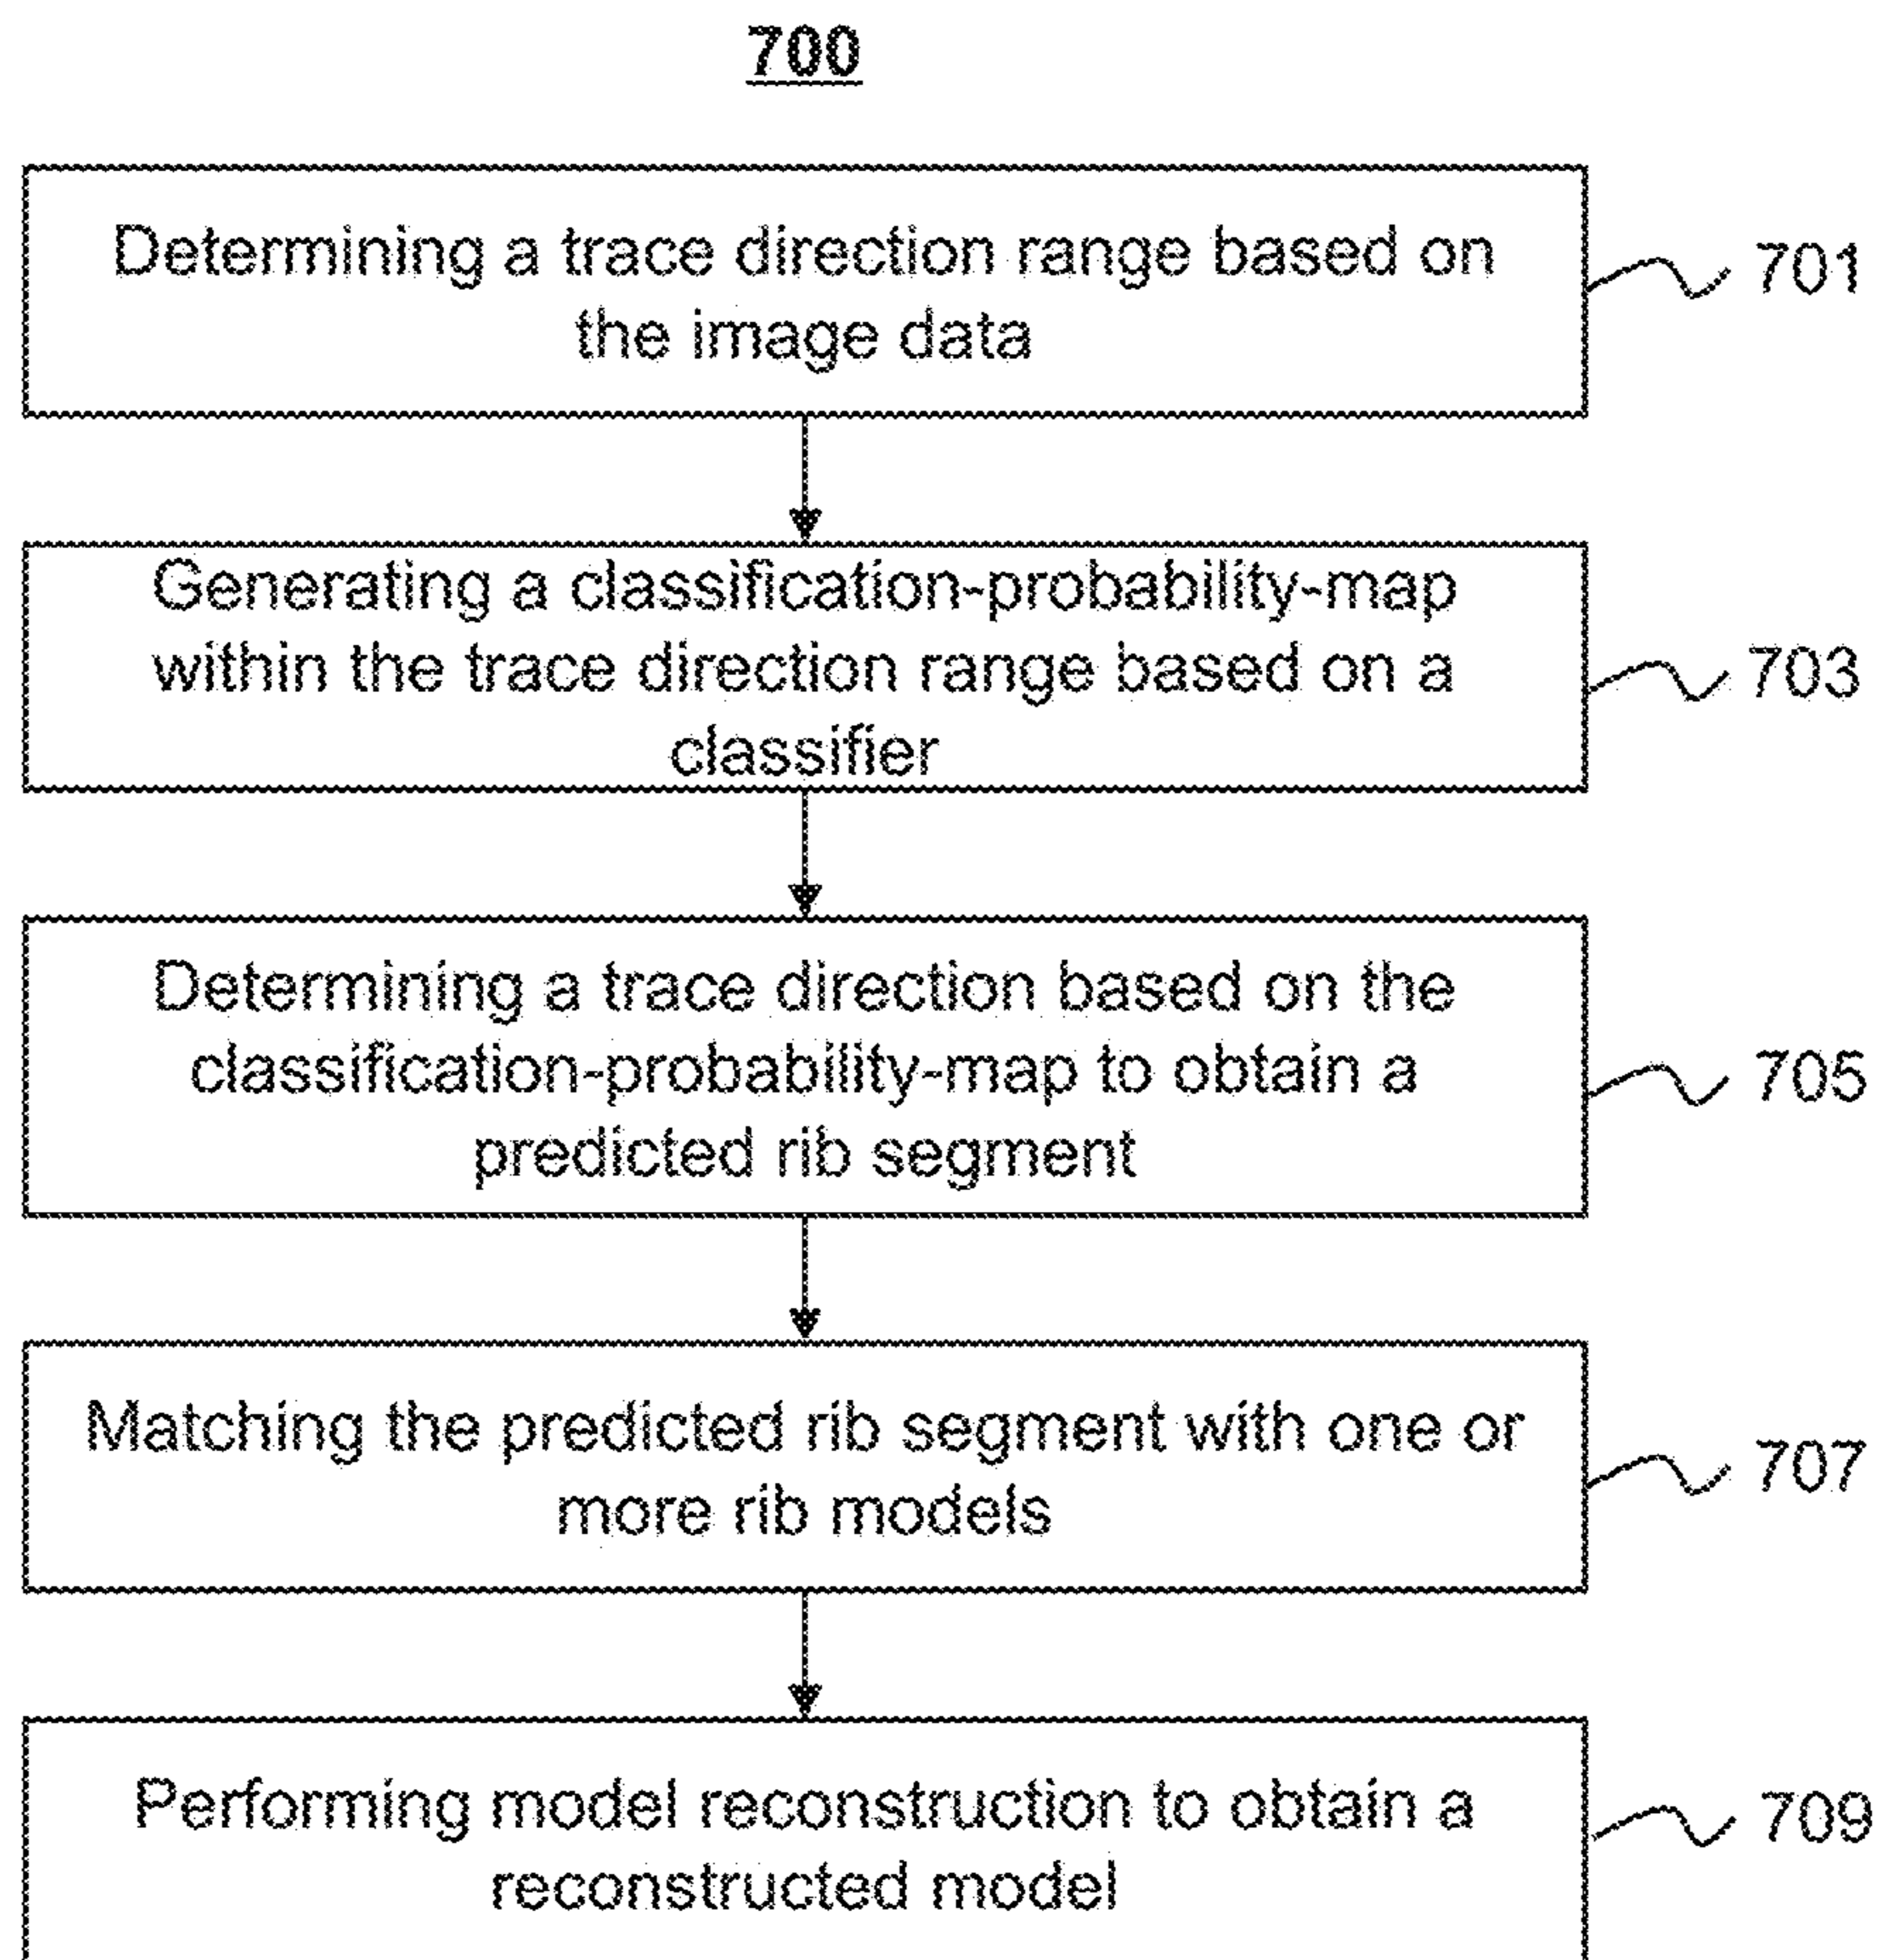 700
Determining a trace direction range based on
the image data
701
Generating a classification-probability-map
within the trace direction range based on a
classifier
703
Determining a trace direction based on the
classification-probability-map to obtain a
predicted rib segment
705
Matching the predicted rib segment with one or
more rib models
707
Performing model reconstruction to obtain a
reconstructed model
709